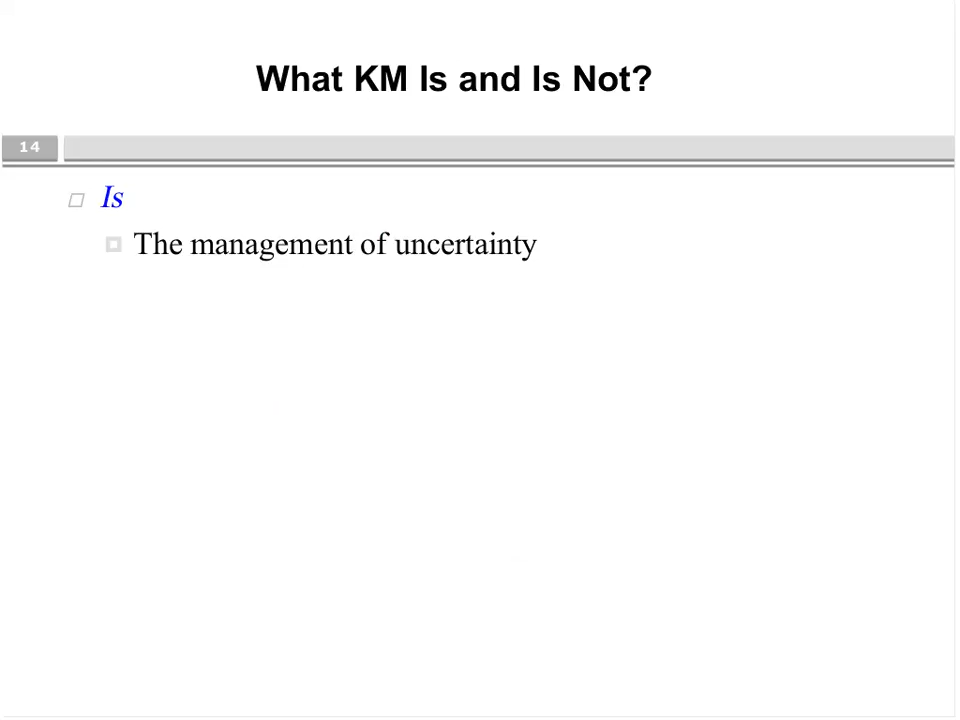 What KM Is and Is Not?
14
Is
The management of uncertainty